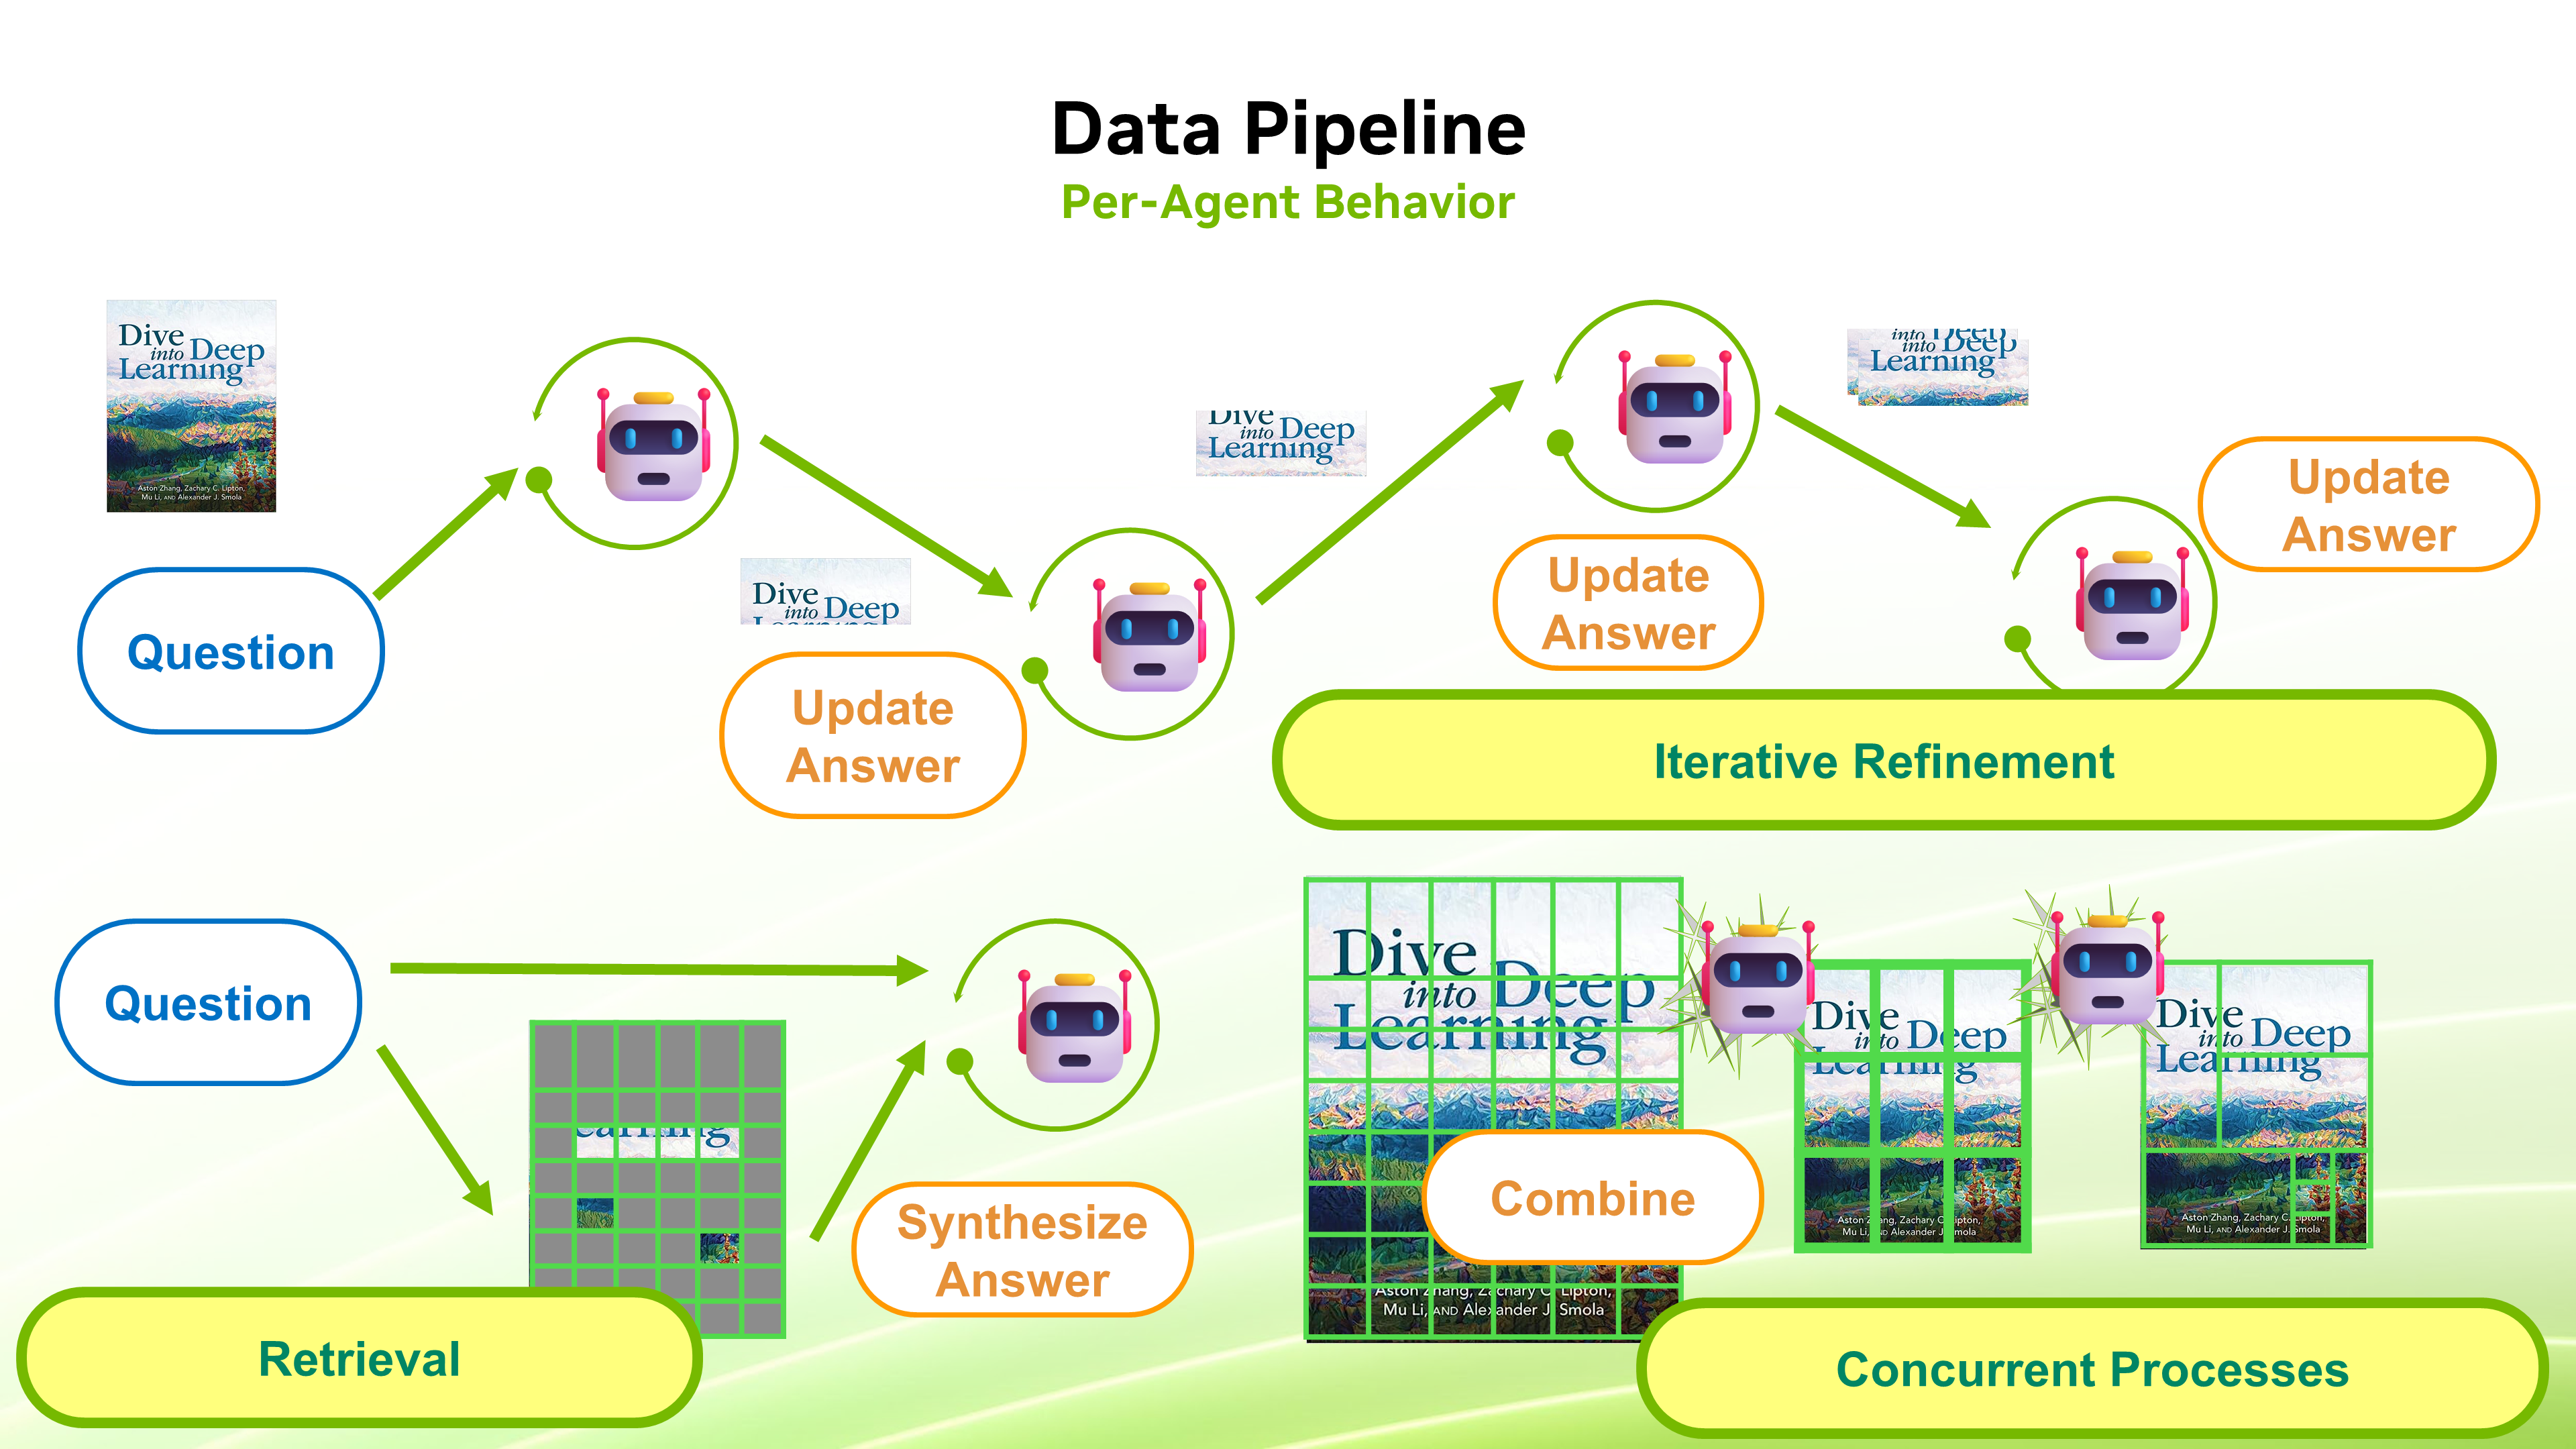 Data Pipeline
Per-Agent Behavior
Dive
into Deep
Learning
Aston Zhang, Zachary C. Lipton,
Mu Li, AND Alexander J. Smola
Question
Dive
into Deep
Learning
Update
Answer
Dive
into Deep
Learning
Update
Answer
into Deep
into Deep
Learning
Update
Answer
Iterative Refinement
Question
Learning
Synthesize
Answer
Retrieval
Dive
into Deep
Learning
Aston Zhang, Zachary C. Lipton,
Mu Li, AND Alexander J. Smola
Combine
Dive
into Deep
Learning
Aston Zhang, Zachary C. Lipton,
Mu Li, AND Alexander J. Smola
Dive
into Deep
Learning
Aston Zhang, Zachary C. Lipton,
Mu Li, AND Alexander J. Smola
Concurrent Processes